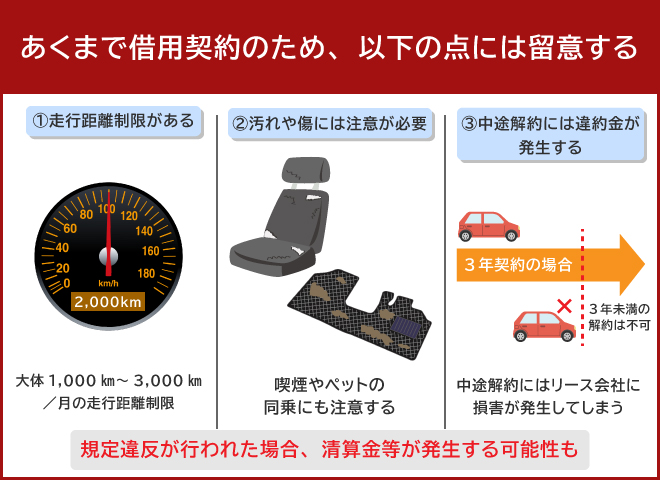 あくまで借用契約のため、以下の点には留意する
①走行距離制限がある
0
20
40
60
80
100
120
140
160
180
km/h
2,000km
大体1,000㎞～3,000㎞
／月の走行距離制限
②汚れや傷には注意が必要
喫煙やペットの
同乗にも注意する
③中途解約には違約金が
発生する
３年契約の場合
３年未満の
解約は不可
中途解約にはリース会社に
損害が発生してしまう
規定違反が行われた場合、清算金等が発生する可能性も